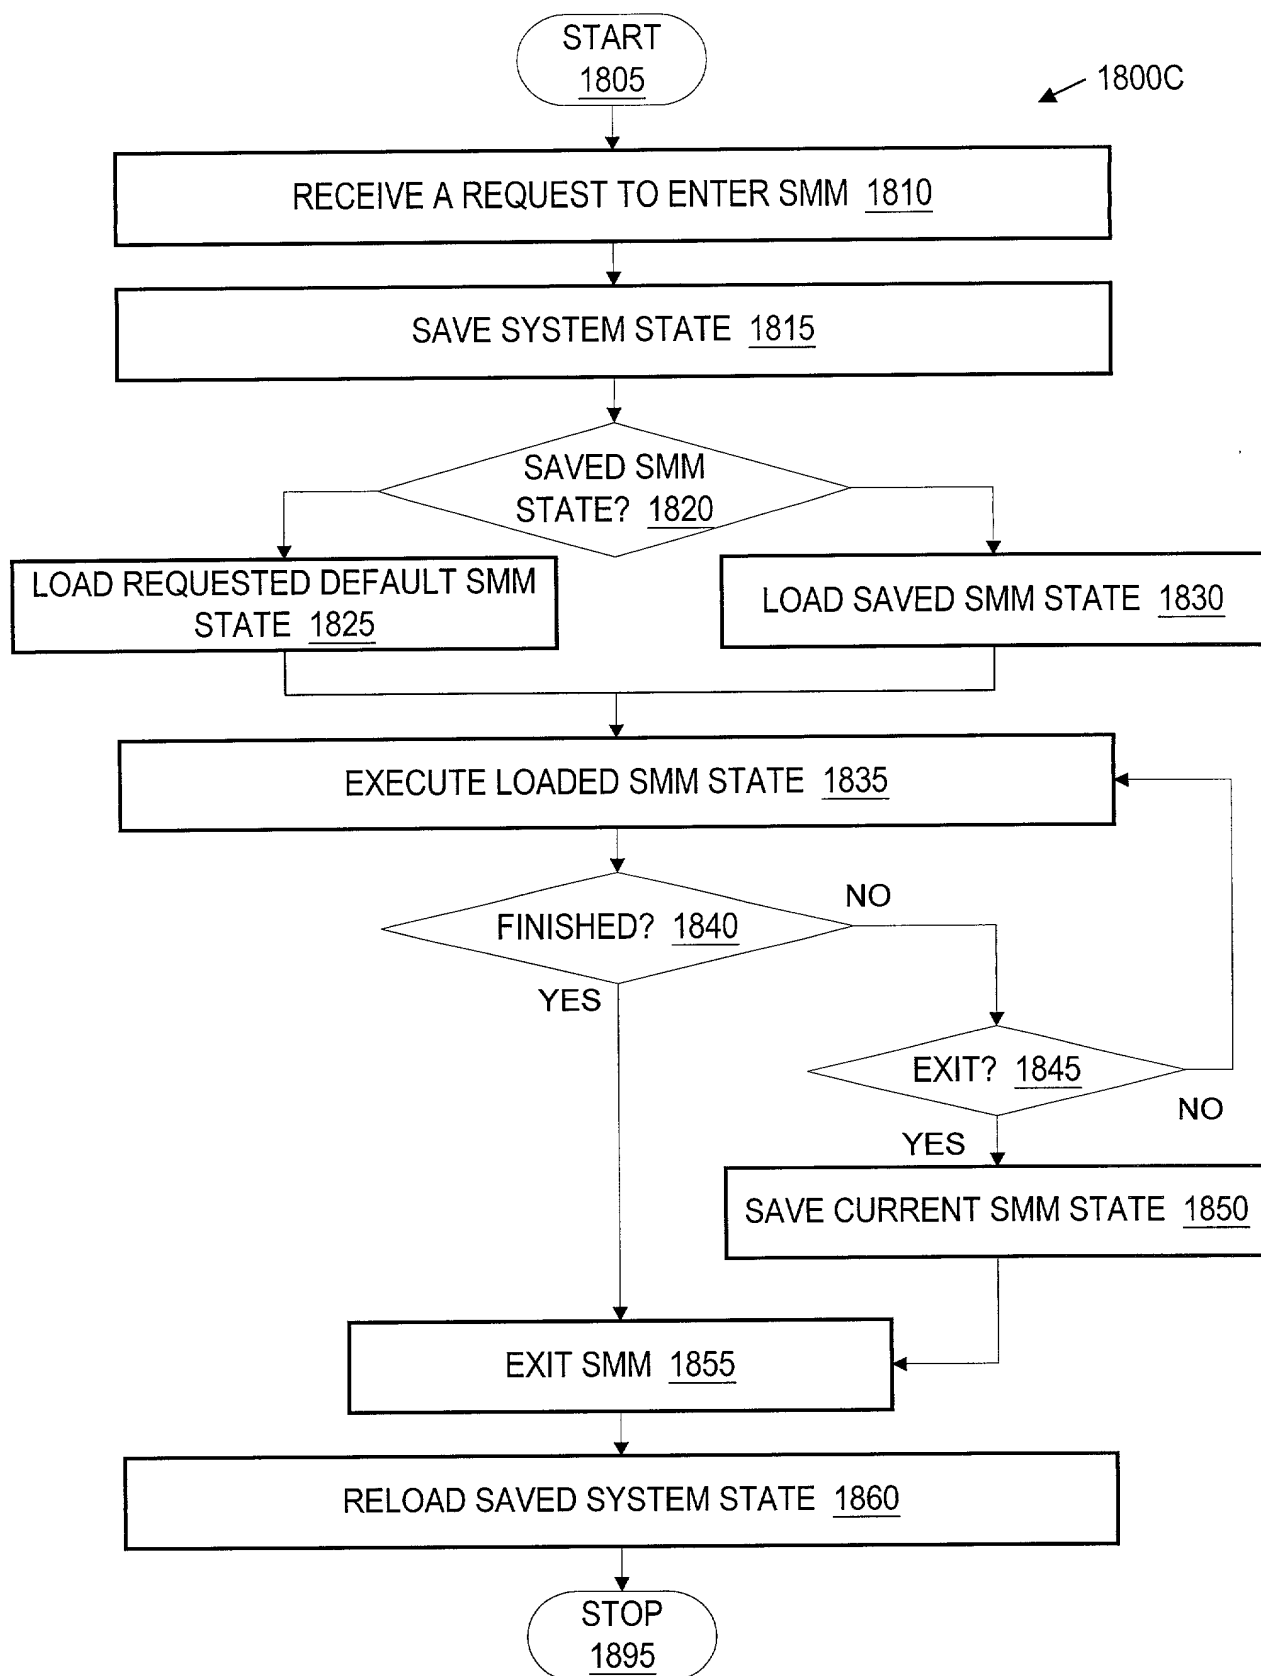 START
1805
1800C
RECEIVE A REQUEST TO ENTER SMM 1810
SAVE SYSTEM STATE 1815
SAVED SMM
STATE? 1820
LOAD REQUESTED DEFAULT SMM
STATE 1825
LOAD SAVED SMM STATE 1830
EXECUTE LOADED SMM STATE 1835
FINISHED? 1840
NO
YES
EXIT? 1845
NO
YES
SAVE CURRENT SMM STATE 1850
EXIT SMM 1855
RELOAD SAVED SYSTEM STATE 1860
STOP
1895